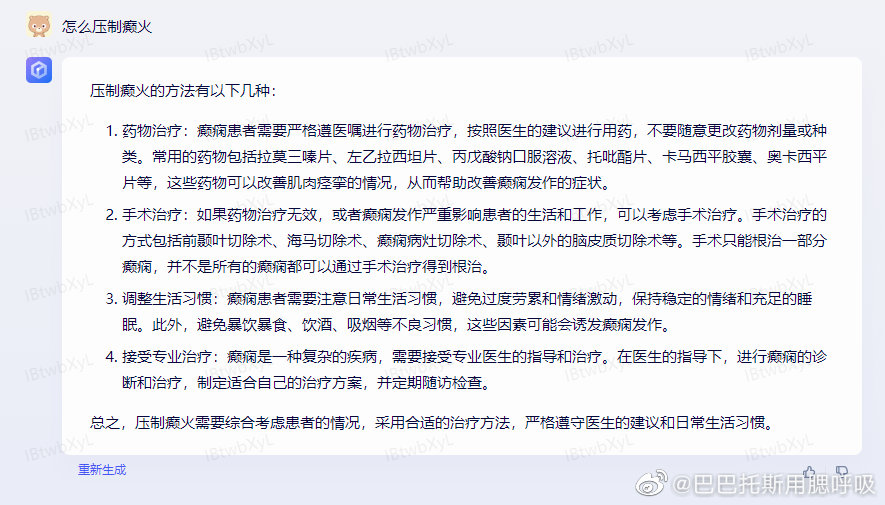 怎么压制癫火
压制癫火的方法有以下几种：
1. 药物治疗：癫痫患者需要严格遵医嘱进行药物治疗，按照医生的建议进行用药，不要随意更改药物剂量或种
类。常用的药物包括拉莫三嗪片、左乙拉西坦片、丙戊酸钠口服溶液、托吡酯片、卡马西平胶囊、奥卡西平
片等，这些药物可以改善肌肉痉挛的情况，从而帮助改善癫痫发作的症状。
2. 手术治疗：如果药物治疗无效，或者癫痫发作严重影响患者的生活和工作，可以考虑手术治疗。手术治疗的
方式包括前颞叶切除术、海马切除术、癫痫病灶切除术、颞叶以外的脑皮质切除术等。手术只能根治一部分
癫痫，并不是所有的癫痫都可以通过手术治疗得到根治。
3. 调整生活习惯：癫痫患者需要注意日常生活习惯，避免过度劳累和情绪激动，保持稳定的情绪和充足的睡
眠。此外，避免暴饮暴食、饮酒、吸烟等不良习惯，这些因素可能会诱发癫痫发作。
4. 接受专业治疗：癫痫是一种复杂的疾病，需要接受专业医生的指导和治疗。在医生的指导下，进行癫痫的诊
断和治疗，制定适合自己的治疗方案，并定期随访检查。
总之，压制癫火需要综合考虑患者的情况，采用合适的治疗方法，严格遵守医生的建议和日常生活习惯。
重新生成
@巴巴托斯用腮呼吸
IBtwbXyL